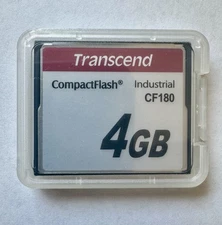 Transcend
CompactFlash® Industrial
CF180
4GB